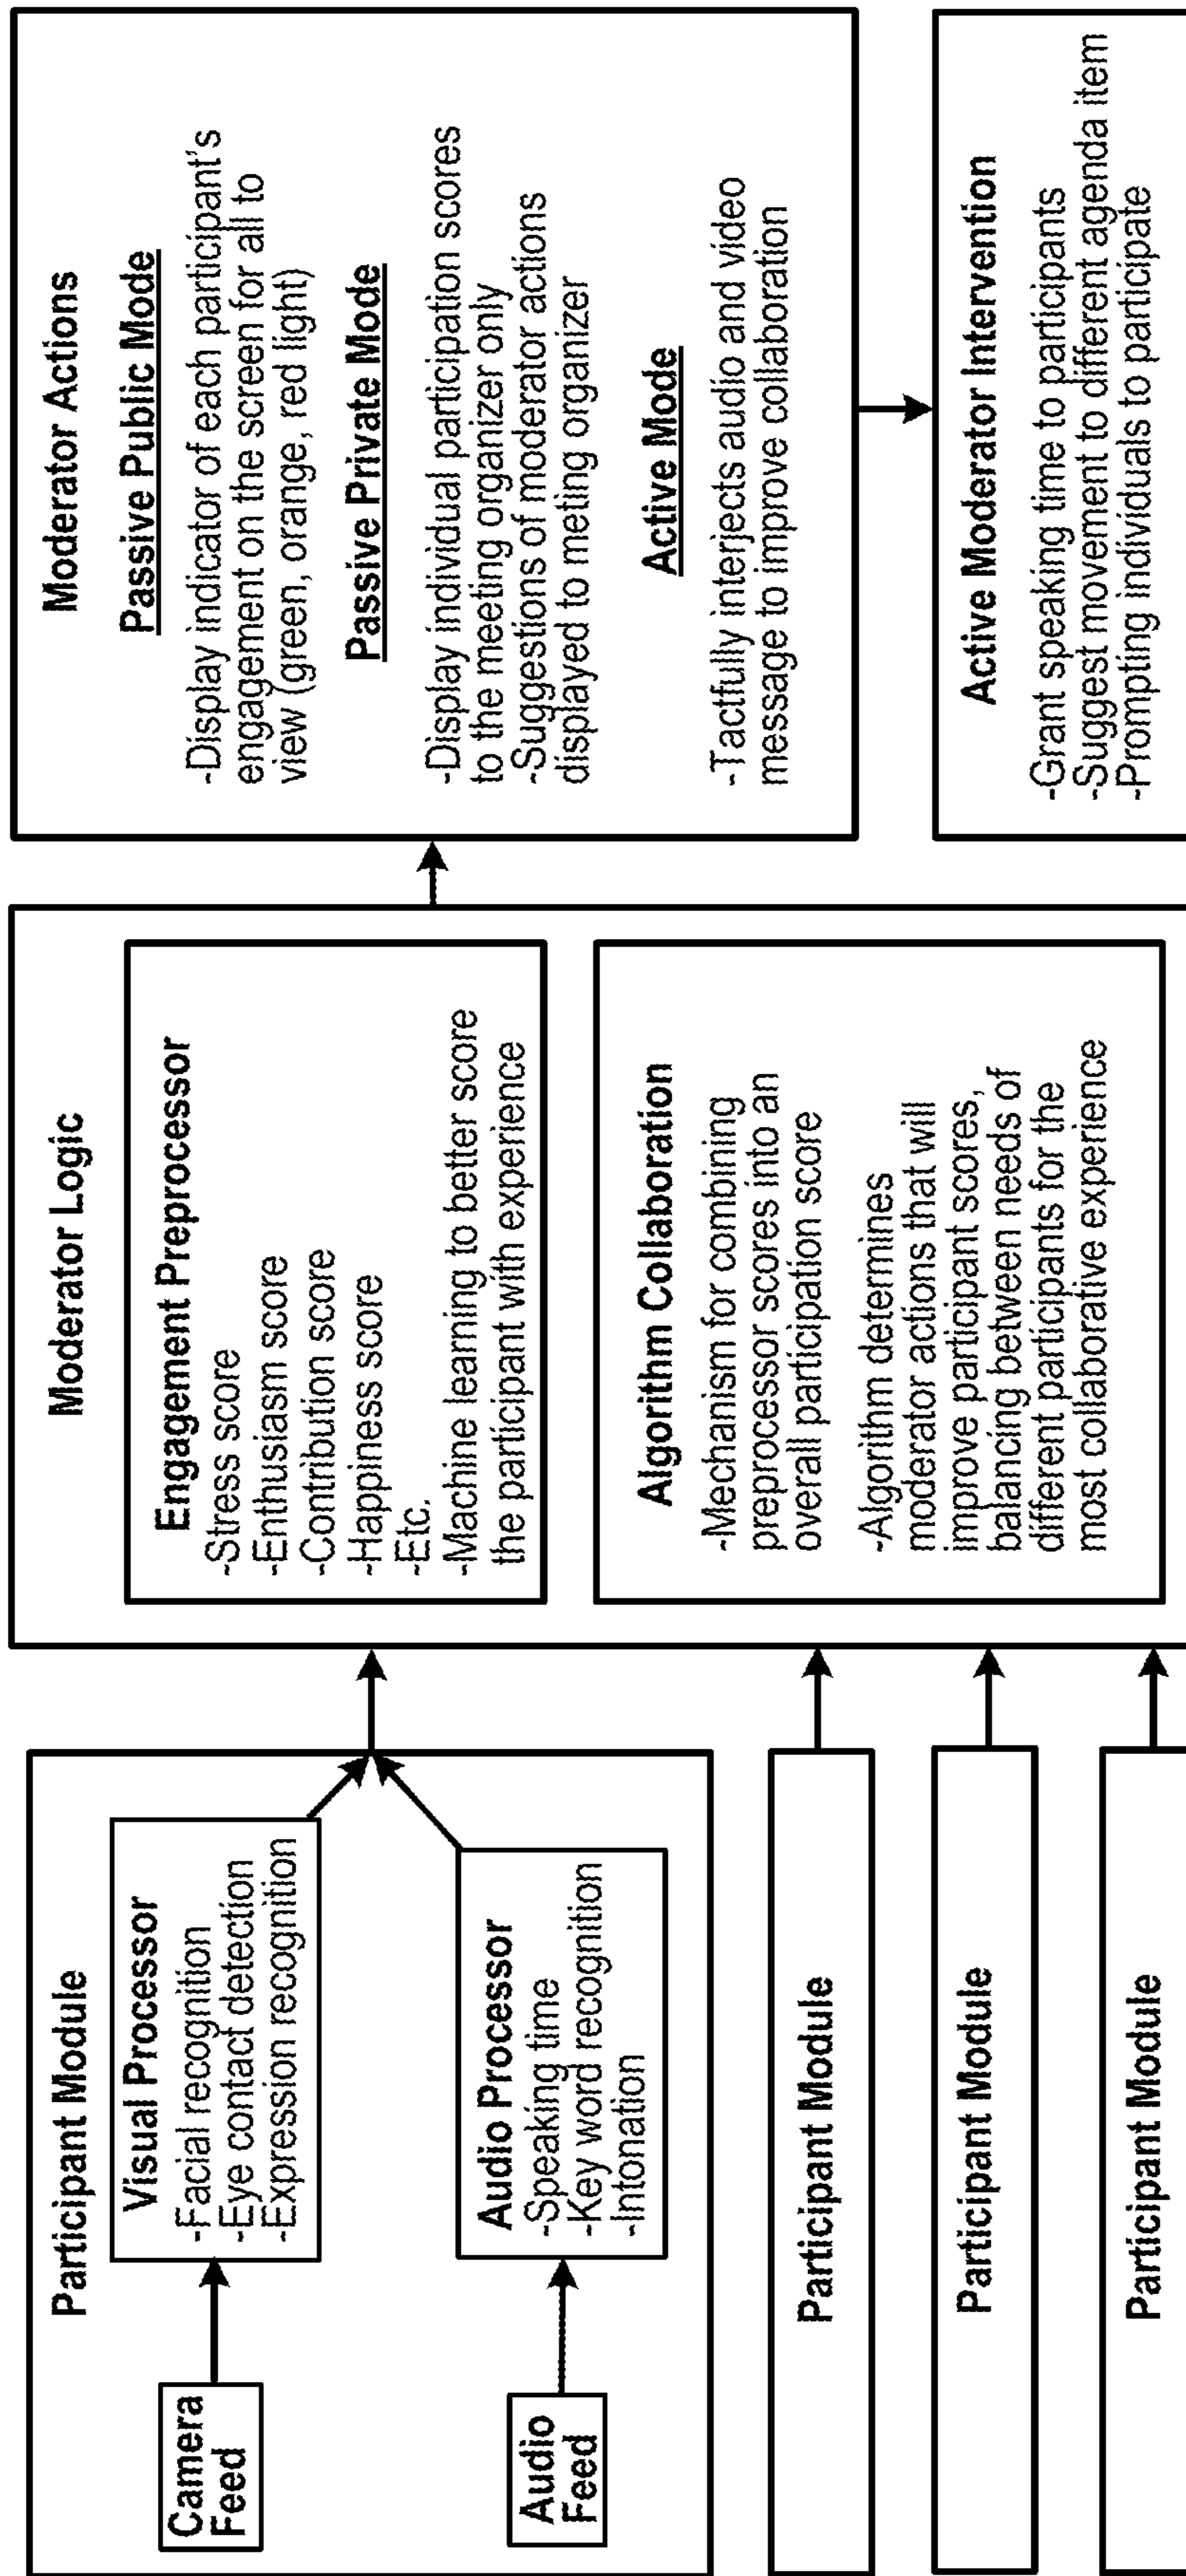 Participant Module
Camera
Feed
Visual Processor
-Facial recognition
-Eye contact detection
-Expression recognition
Audio
Feed
Audio Processor
-Speaking time
-Key word recognition
-Intonation
Participant Module
Participant Module
Participant Module
Moderator Logic
Engagement Preprocessor
-Stress score
-Enthusiasm score
-Contribution score
-Happiness score
-Etc.
-Machine learning to better score
the participant with experience
Algorithm Collaboration
-Mechanism for combining
preprocessor scores into an
overall participation score
-Algorithm determines
moderator actions that will
improve participant scores,
balancing between needs of
different participants for the
most collaborative experience
Moderator Actions
Passive Public Mode
-Display indicator of each participant's
engagement on the screen for all to
view (green, orange, red light)
Passive Private Mode
-Display individual participation scores
to the meeting organizer only
-Suggestions of moderator actions
displayed to meting organizer
Active Mode
-Tactfully interjects audio and video
message to improve collaboration
Active Moderator Intervention
-Grant speaking time to participants
-Suggest movement to different agenda item
-Prompting individuals to participate